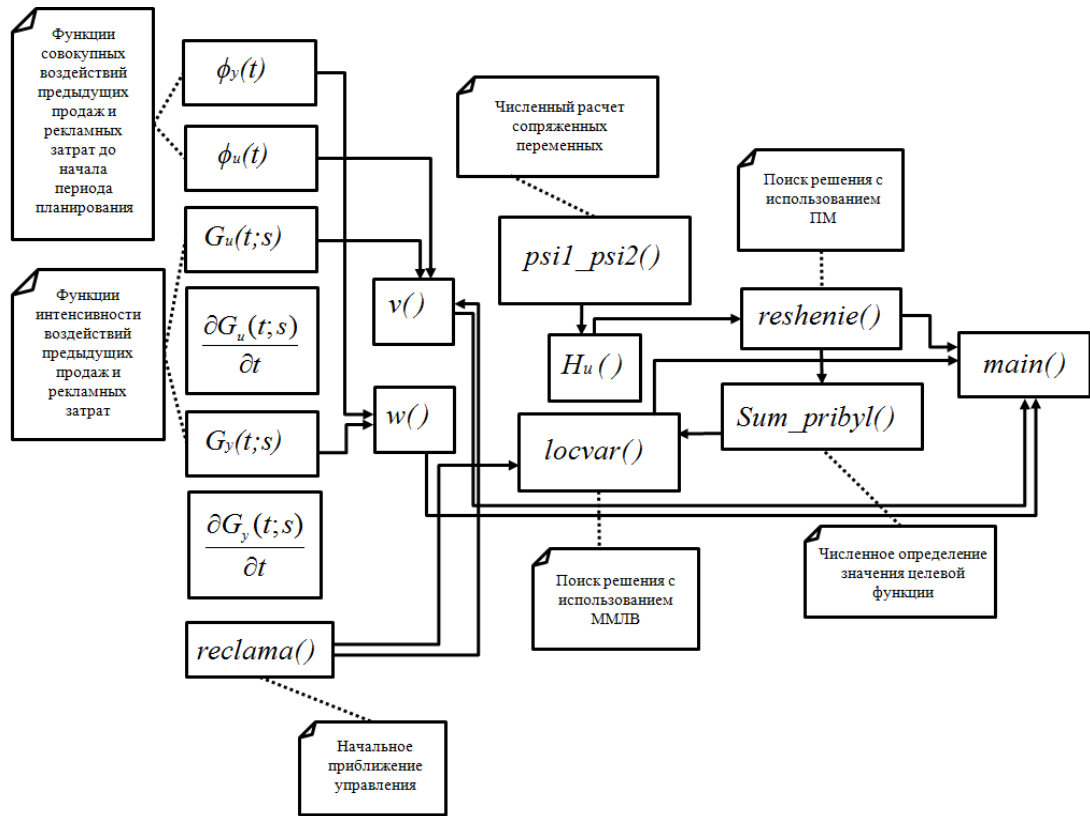 Функции
совокупных
воздействий
предыдущих
продаж и
рекламных
затрат до
начала
периода
планирования
ϕy(t)
ϕu(t)
Gu(t;s)
Функции
интенсивности
воздействий
предыдущих
продаж и
рекламных
затрат
∂Gu(t;s)
∂t
Gy(t;s)
∂Gy(t;s)
∂t
reclama()
Начальное
приближение
управления
v()
w()
Численный расчет
сопряженных
переменных
psi1_psi2()
Hu()
locvar()
Поиск решения с
использованием
ММЛВ
Поиск решения с
использованием
ПМ
reshenie()
Sum_pribyl()
Численное определение
значения целевой
функции
main()